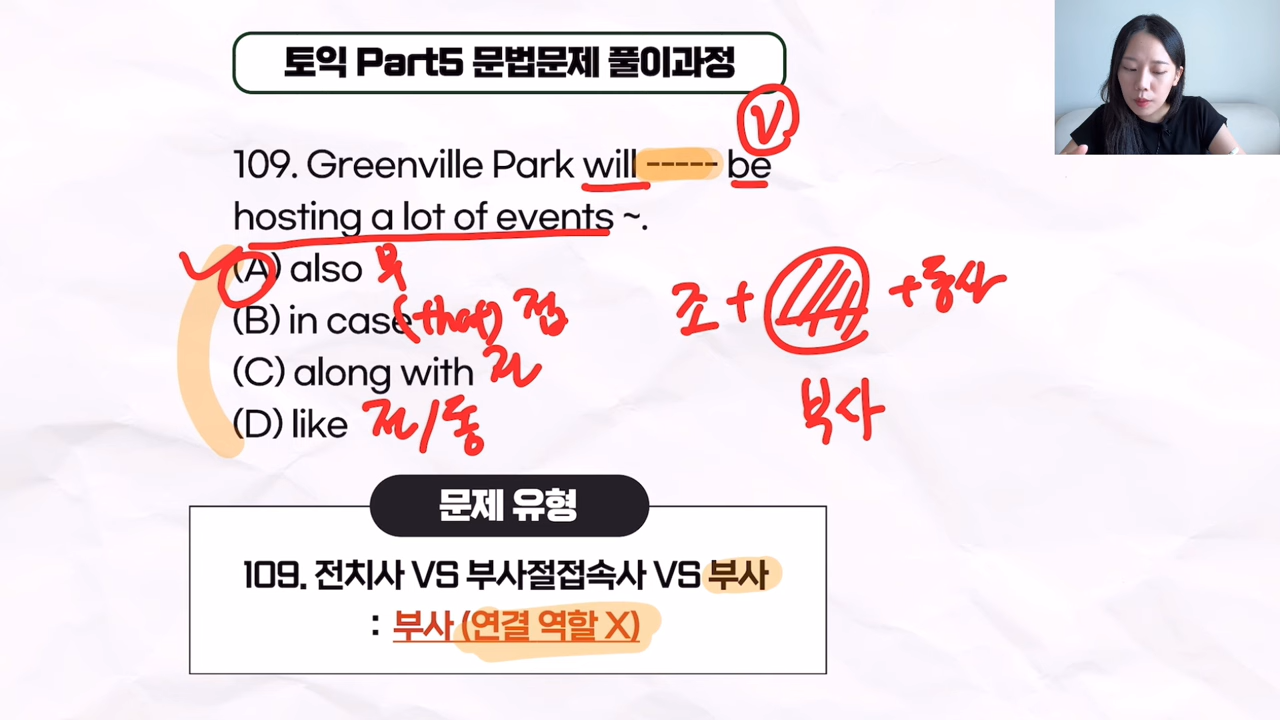 토익 Part5 문법문제 풀이과정
V
109. Greenville Park will ----- be
hosting a lot of events ~.
(A) also 부
(B) in case (that) 접
(C) along with 전
(D) like 전/동
조 + + 동사
부사
문제 유형
109. 전치사 VS 부사절접속사 VS 부사
: 부사 (연결 역할 X)